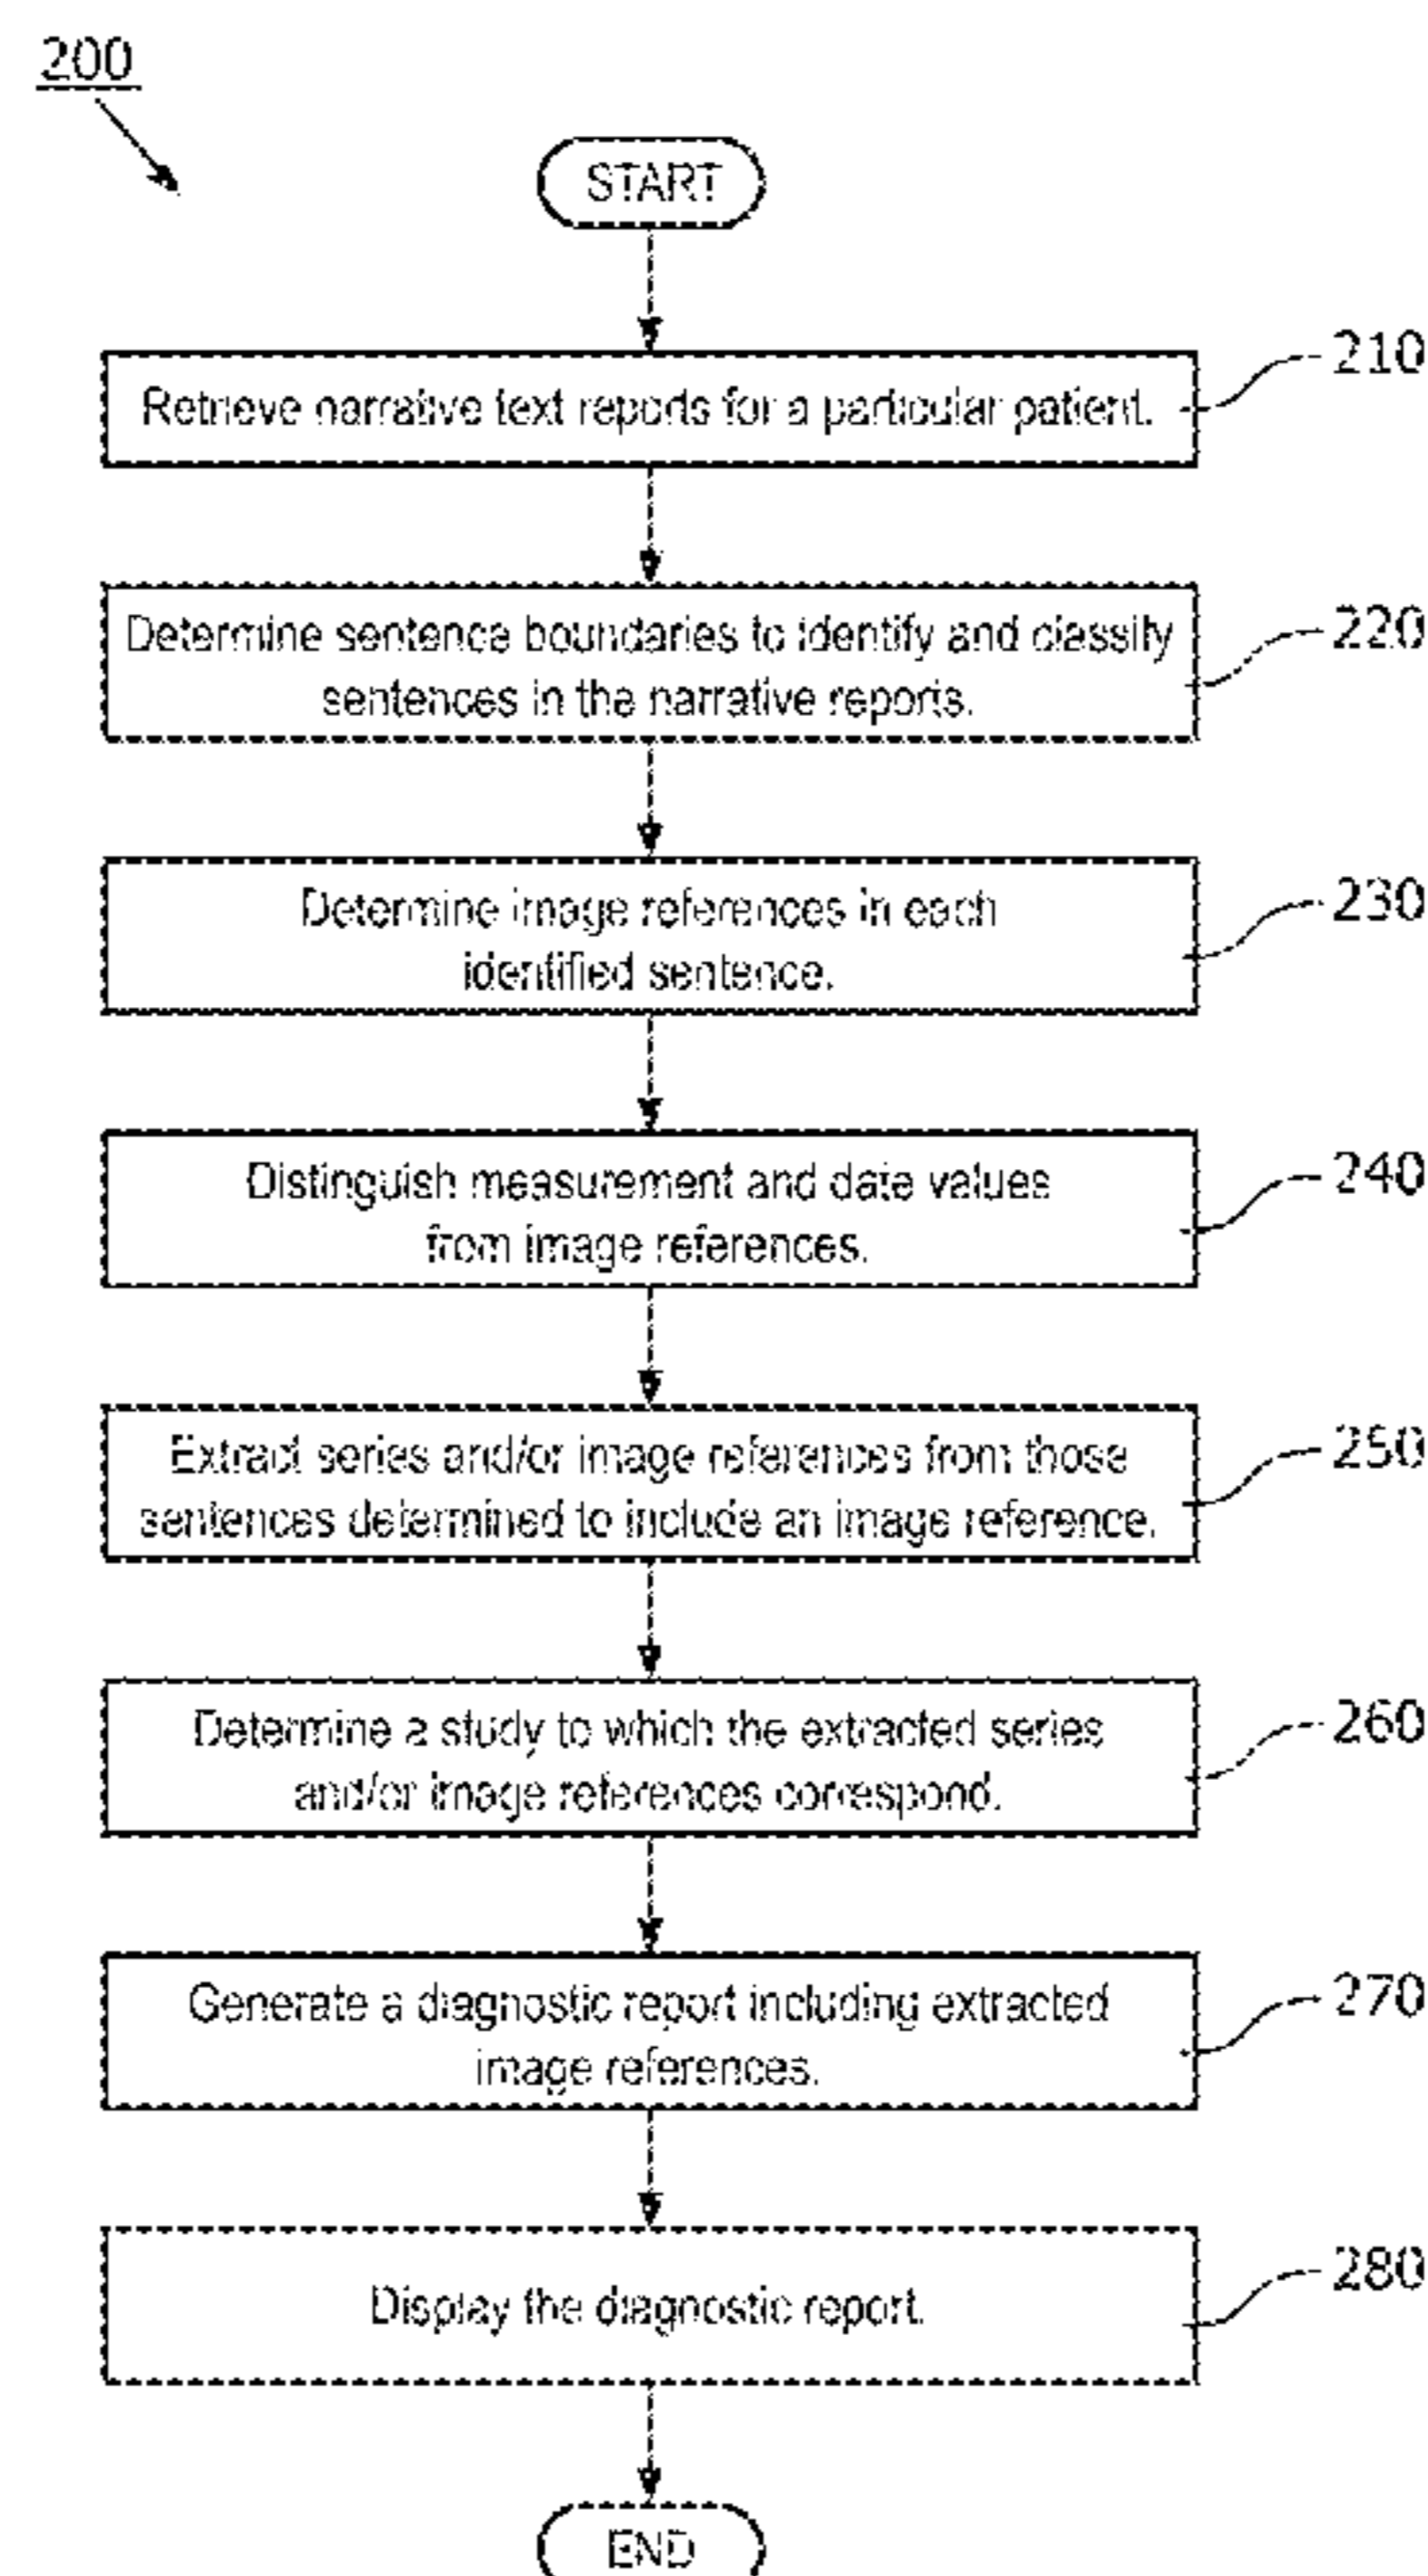 200
START
210
Retrieve narrative text reports for a particular patient.
220
Determine sentence boundaries to identify and classify
sentences in the narrative reports.
230
Determine image references in each
identified sentence.
240
Distinguish measurement and date values
from image references.
250
Extract series and/or image references from those
sentences determined to include an image reference.
260
Determine a study to which the extracted series
and/or image references correspond.
270
Generate a diagnostic report including extracted
image references.
280
Display the diagnostic report.
END